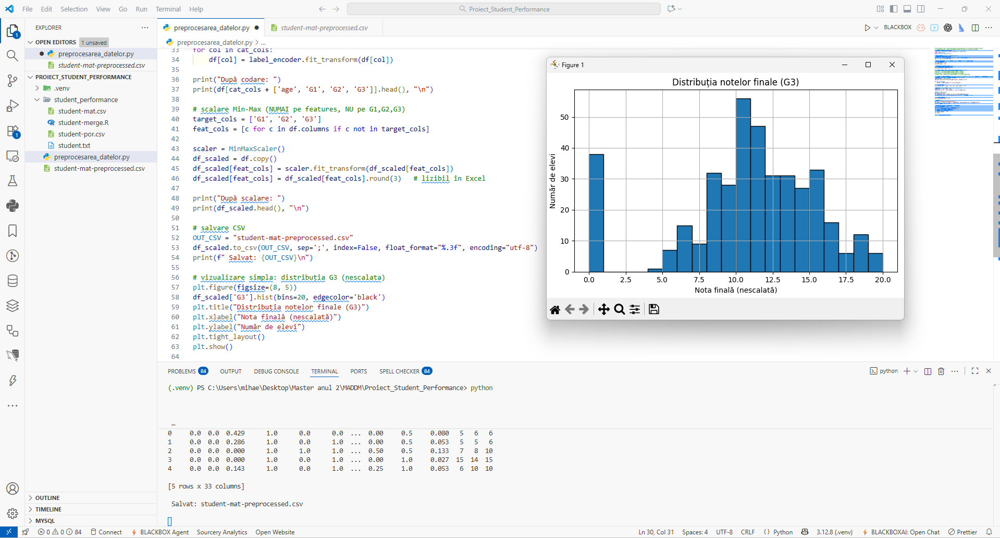 File Edit Selection View Go Run Terminal Help
Proiect_Student_Performance
EXPLORER
OPEN EDITORS 1 unsaved
preprocesarea_datelor.py
student-mat-preprocessed.csv
PROIECT_STUDENT_PERFORMANCE
.venv
student_performance
student-mat.csv
student-merge.R
student-por.csv
student.txt
preprocesarea_datelor.py
student-mat-preprocessed.csv
OUTLINE
TIMELINE
MYSQL
1
1
preprocesarea_datelor.py
student-mat-preprocessed.csv
BLACKBOX
preprocesarea_datelor.py > ...
33 for col in cat_cols:
34 df[col] = label_encoder.fit_transform(df[col])
35
36 print("După codare: ")
37 print(df[cat_cols + ['age', 'G1', 'G2', 'G3']].head(), "\n")
38
39 # scalare Min-Max (NUMAI pe features, NU pe G1,G2,G3)
40 target_cols = ['G1', 'G2', 'G3']
41 feat_cols = [c for c in df.columns if c not in target_cols]
42
43 scaler = MinMaxScaler()
44 df_scaled = df.copy()
45 df_scaled[feat_cols] = scaler.fit_transform(df_scaled[feat_cols])
46 df_scaled[feat_cols] = df_scaled[feat_cols].round(3) # lizibil în Excel
47
48 print("După scalare: ")
49 print(df_scaled.head(), "\n")
50
51 # salvare CSV
52 OUT_CSV = "student-mat-preprocessed.csv"
53 df_scaled.to_csv(OUT_CSV, sep=';', index=False, float_format="%.3f", encoding="utf-8")
54 print(f" Salvat: {OUT_CSV}\n")
55
56 # vizualizare simpla: distribuția G3 (nescalata)
57 plt.figure(figsize=(8, 5))
58 df_scaled['G3'].hist(bins=20, edgecolor='black')
59 plt.title("Distribuția notelor finale (G3)")
60 plt.xlabel("Nota finală (nescalată)")
61 plt.ylabel("Număr de elevi")
62 plt.tight_layout()
63 plt.show()
64
Figure 1
Distribuția notelor finale (G3)
Număr de elevi
50
40
30
20
10
0
0.0 2.5 5.0 7.5 10.0 12.5 15.0 17.5 20.0
Nota finală (nescalată)
PROBLEMS 84 OUTPUT DEBUG CONSOLE TERMINAL PORTS SPELL CHECKER 84
python
(.venv) PS C:\Users\mihae\Desktop\Master anul 2\MADDM\Proiect_Student_Performance> python
…
0 0.0 0.0 0.429 1.0 0.0 0.0 ... 0.00 0.5 0.080 5 6 6
1 0.0 0.0 0.286 1.0 0.0 1.0 ... 0.00 0.5 0.053 5 5 6
2 0.0 0.0 0.000 1.0 1.0 1.0 ... 0.50 0.5 0.133 7 8 10
3 0.0 0.0 0.000 1.0 0.0 1.0 ... 0.00 1.0 0.027 15 14 15
4 0.0 0.0 0.143 1.0 0.0 1.0 ... 0.25 1.0 0.053 6 10 10
[5 rows x 33 columns]
Salvat: student-mat-preprocessed.csv
0 0 84 Connect BLACKBOX Agent Sourcery Analytics Open Website Ln 30, Col 31 Spaces: 4 UTF-8 CRLF {} Python 3.12.8 (.venv) BLACKBOXAI: Open Chat Prettier